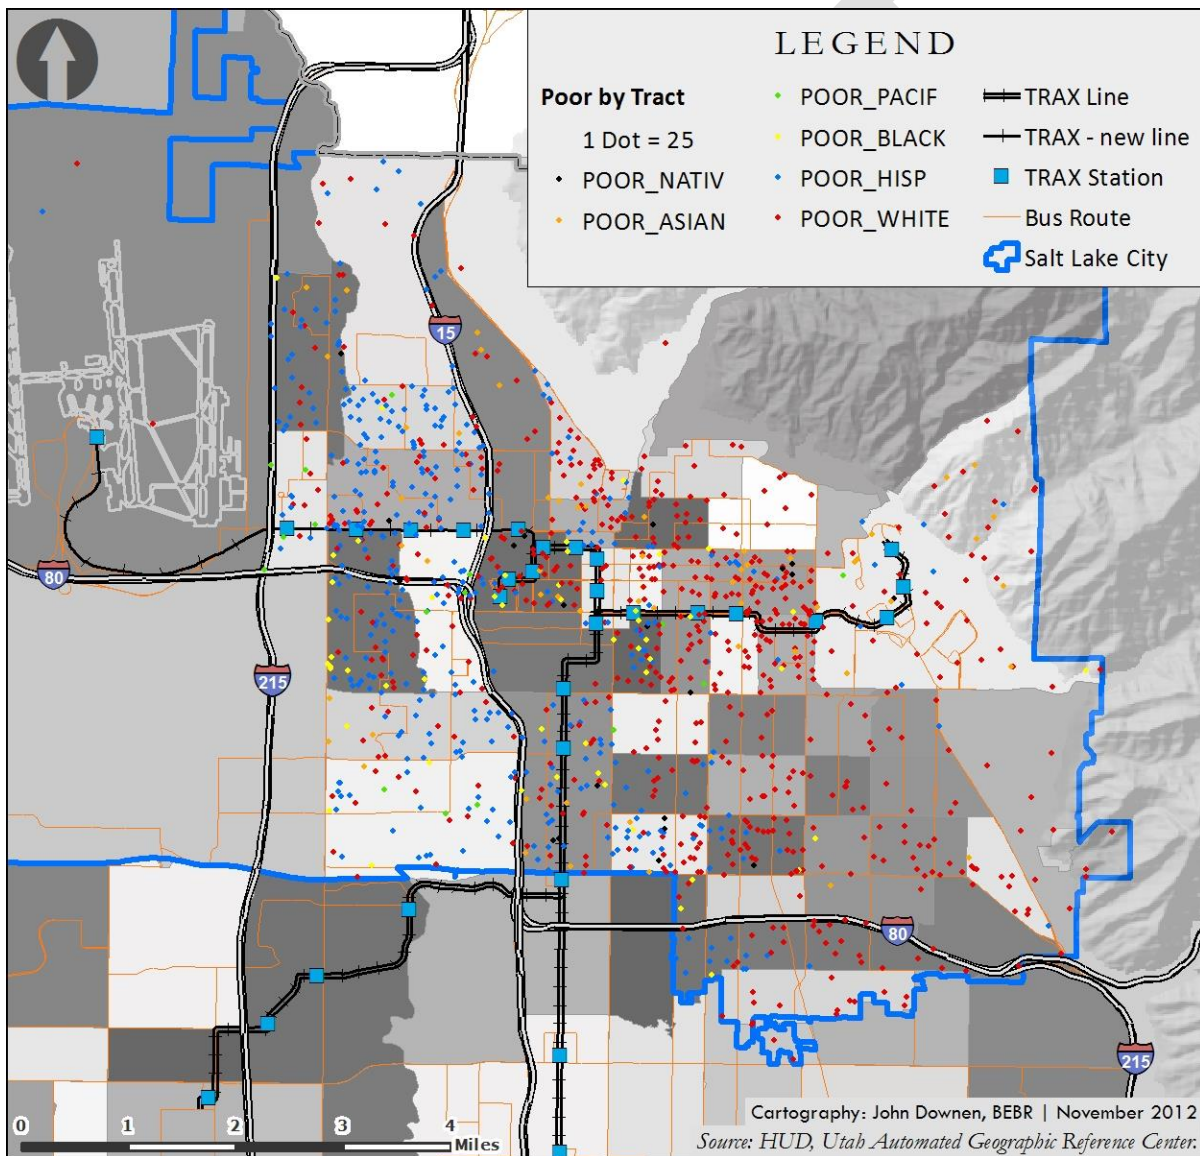 LEGEND
Poor by Tract
1 Dot = 25
POOR_NATIV
POOR_ASIAN
POOR_PACIF
POOR_BLACK
POOR_HISP
POOR_WHITE
TRAX Line
TRAX - new line
TRAX Station
Bus Route
Salt Lake City
15
80
215
80
215
0 1 2 3 4
Miles
Cartography: John Downen, BEBR | November 2012
Source: HUD, Utah Automated Geographic Reference Center.